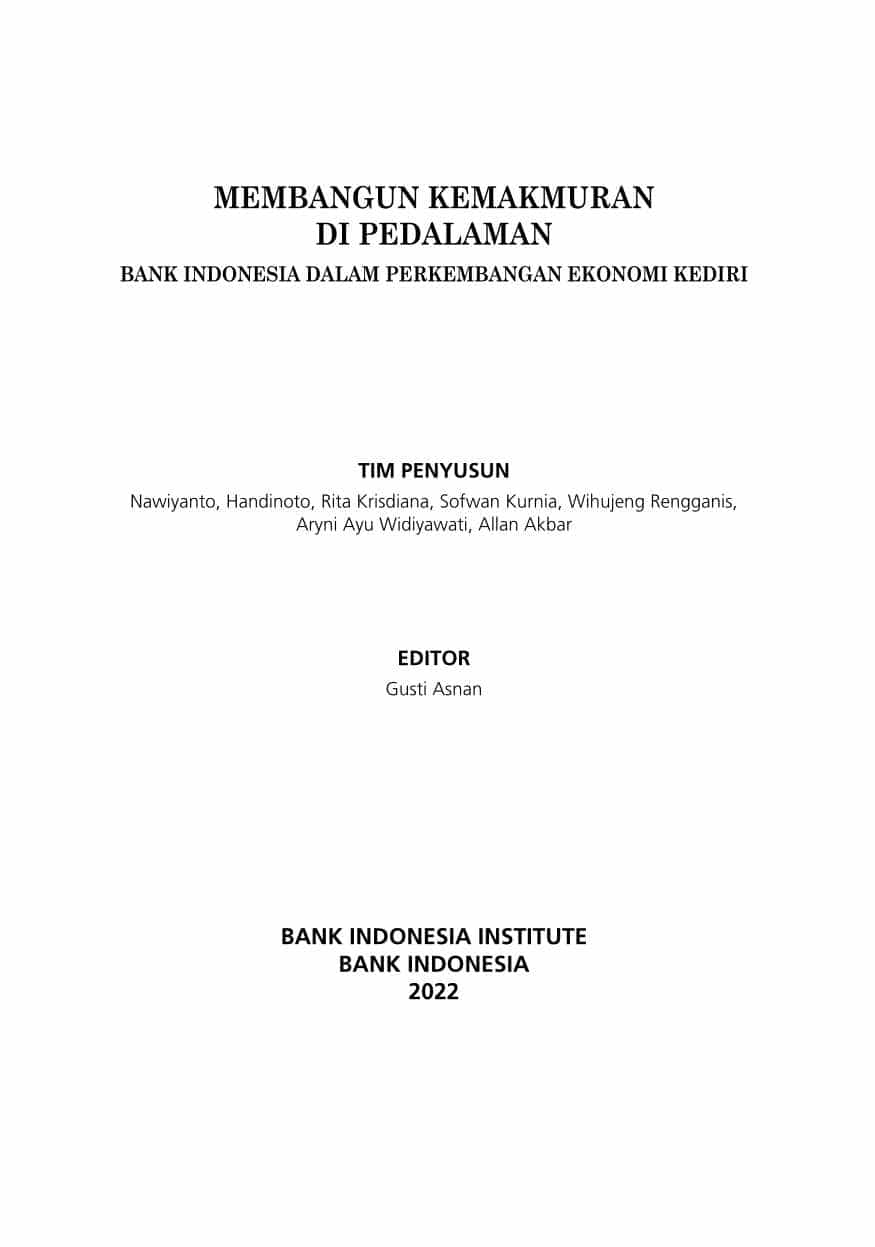 MEMBANGUN KEMAKMURAN
DI PEDALAMAN
BANK INDONESIA DALAM PERKEMBANGAN EKONOMI KEDIRI
TIM PENYUSUN
Nawiyanto, Handinoto, Rita Krisdiana, Sofwan Kurnia, Wihujeng Rengganis,
Aryni Ayu Widiyawati, Allan Akbar
EDITOR
Gusti Asnan
BANK INDONESIA INSTITUTE
BANK INDONESIA
2022